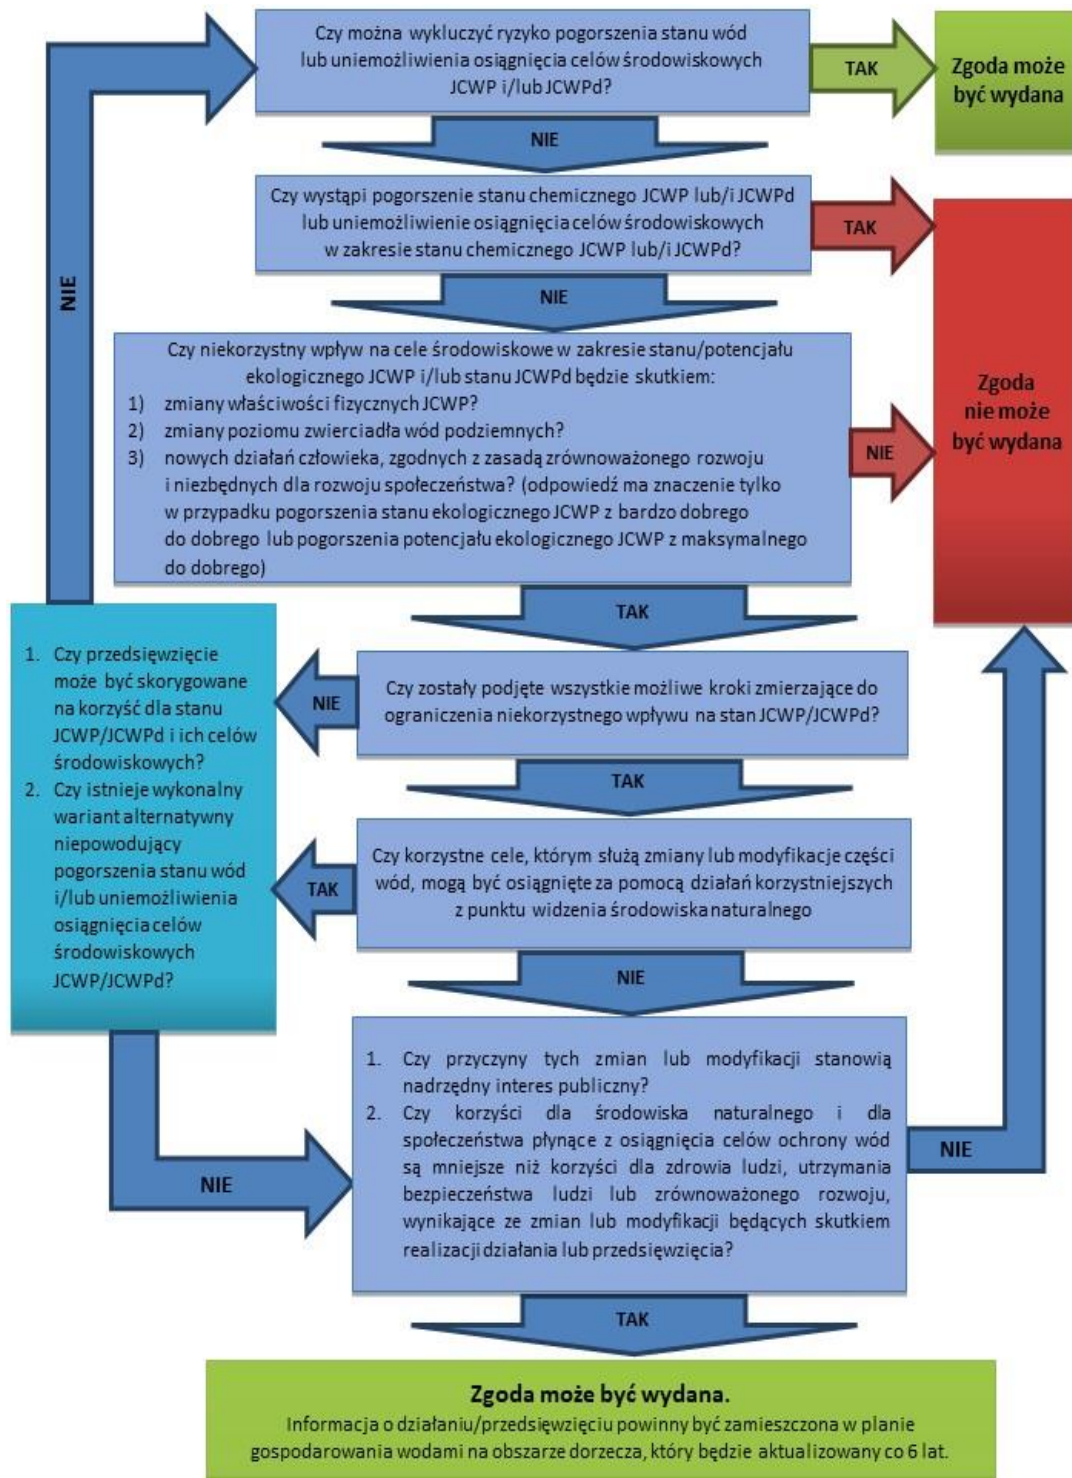 Czy można wykluczyć ryzyko pogorszenia stanu wód
lub uniemożliwienia osiągnięcia celów środowiskowych
JCWP i/lub JCWPd?
TAK
Zgoda może
być wydana
NIE
Czy wystąpi pogorszenie stanu chemicznego JCWP lub/i JCWPd
lub uniemożliwienie osiągnięcia celów środowiskowych
w zakresie stanu chemicznego JCWP lub/i JCWPd?
TAK
NIE
NIE
Czy niekorzystny wpływ na cele środowiskowe w zakresie stanu/potencjału
ekologicznego JCWP i/lub stanu JCWPd będzie skutkiem:
1) zmiany właściwości fizycznych JCWP?
2) zmiany poziomu zwierciadła wód podziemnych?
3) nowych działań człowieka, zgodnych z zasadą zrównoważonego rozwoju
i niezbędnych dla rozwoju społeczeństwa? (odpowiedź ma znaczenie tylko
w przypadku pogorszenia stanu ekologicznego JCWP z bardzo dobrego
do dobrego lub pogorszenia potencjału ekologicznego JCWP z maksymalnego
do dobrego)
NIE
Zgoda
nie może
być wydana
TAK
1. Czy przedsięwzięcie
może być skorygowane
na korzyść dla stanu
JCWP/JCWPd i ich celów
środowiskowych?
2. Czy istnieje wykonalny
wariant alternatywny
niepowodujący
pogorszenia stanu wód
i/lub uniemożliwienia
osiągnięcia celów
środowiskowych
JCWP/JCWPd?
NIE
Czy zostały podjęte wszystkie możliwe kroki zmierzające do
ograniczenia niekorzystnego wpływu na stan JCWP/JCWPd?
TAK
TAK
Czy korzystne cele, którym służą zmiany lub modyfikacje części
wód, mogą być osiągnięte za pomocą działań korzystniejszych
z punktu widzenia środowiska naturalnego
NIE
NIE
1. Czy przyczyny tych zmian lub modyfikacji stanowią
nadrzędny interes publiczny?
2. Czy korzyści dla środowiska naturalnego i dla
społeczeństwa płynące z osiągnięcia celów ochrony wód
są mniejsze niż korzyści dla zdrowia ludzi, utrzymania
bezpieczeństwa ludzi lub zrównoważonego rozwoju,
wynikające ze zmian lub modyfikacji będących skutkiem
realizacji działania lub przedsięwzięcia?
NIE
TAK
Zgoda może być wydana.
Informacja o działaniu/przedsięwzięciu powinny być zamieszczona w planie
gospodarowania wodami na obszarze dorzecza, który będzie aktualizowany co 6 lat.